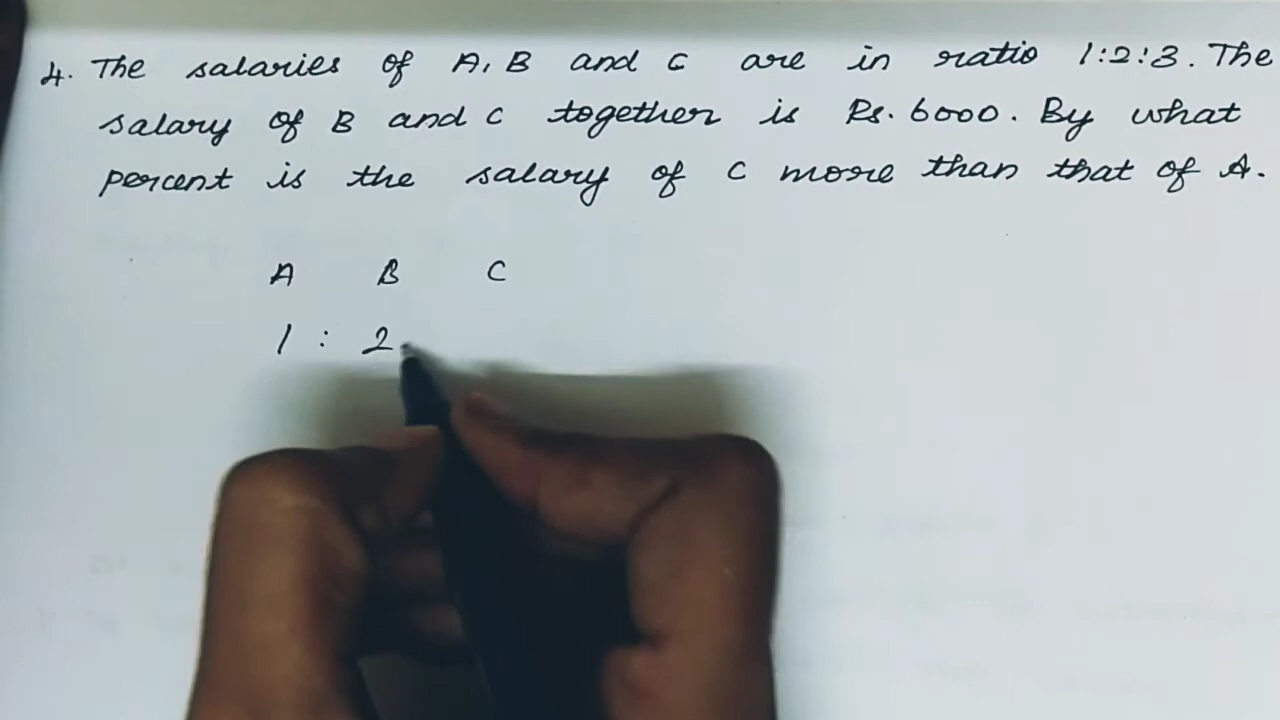 4. The salaries of A, B and C are in ratio 1:2:3. The
salary of B and C together is Rs. 6000. By what
percent is the salary of C more than that of A.
A B C
1 : 2